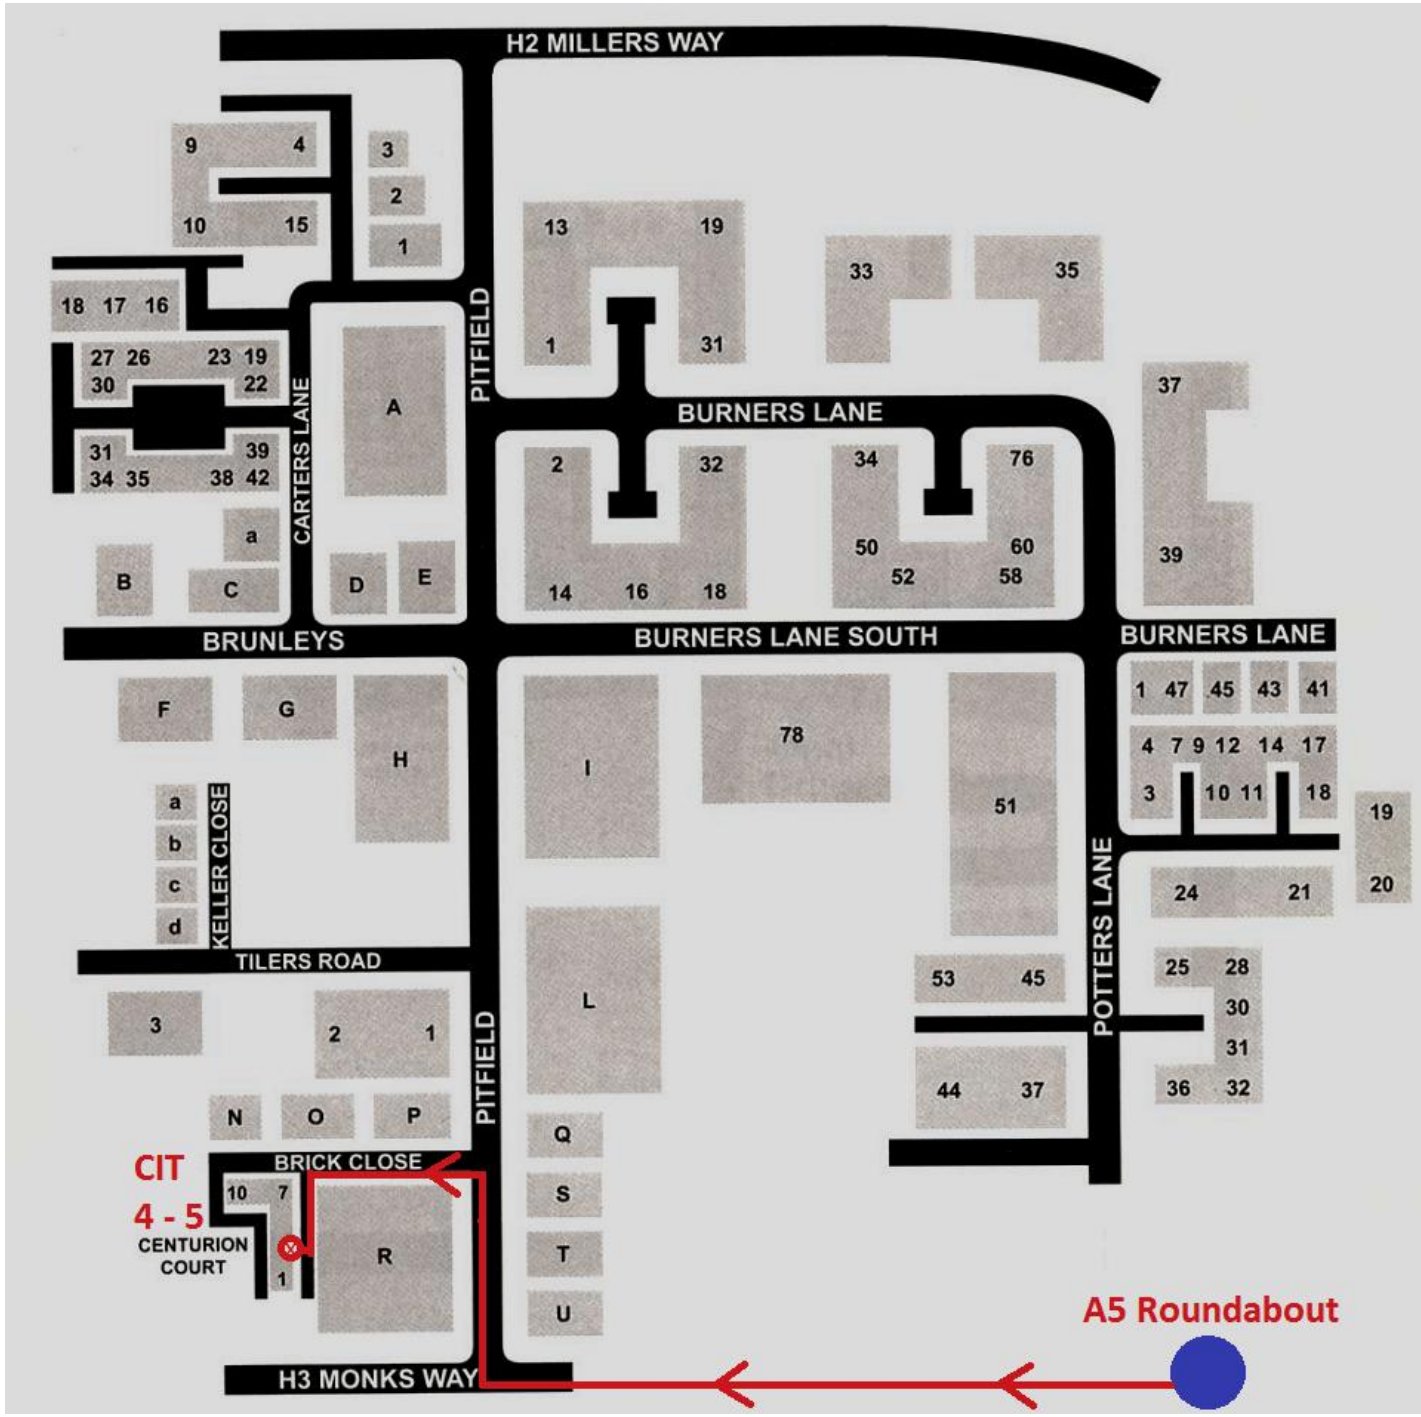 H2 MILLERS WAY
9 4
3
2
10 15
1
18 17 16
PITFIELD
13 19
1 31
33
35
27 26 23 19
30 22
CARTERS LANE
A
BURNERS LANE
37
39
31 39
34 35 38 42
a
B
C
D
E
2 32
14 16 18
34 76
50 60
52 58
BRUNLEYS
BURNERS LANE SOUTH
BURNERS LANE
F
G
H
I
78
51
1 47 45 43 41
4 7 9 12 14 17
3 10 11 18
19
20
a
b
c
d
KELLER CLOSE
24 21
TILERS ROAD
POTTERS LANE
53 45
25 28
30
31
36 32
3
2 1
L
PITFIELD
44 37
N
O
P
Q
S
T
U
BRICK CLOSE
CIT
4 - 5
10 7
CENTURION
COURT
1
R
A5 Roundabout
H3 MONKS WAY